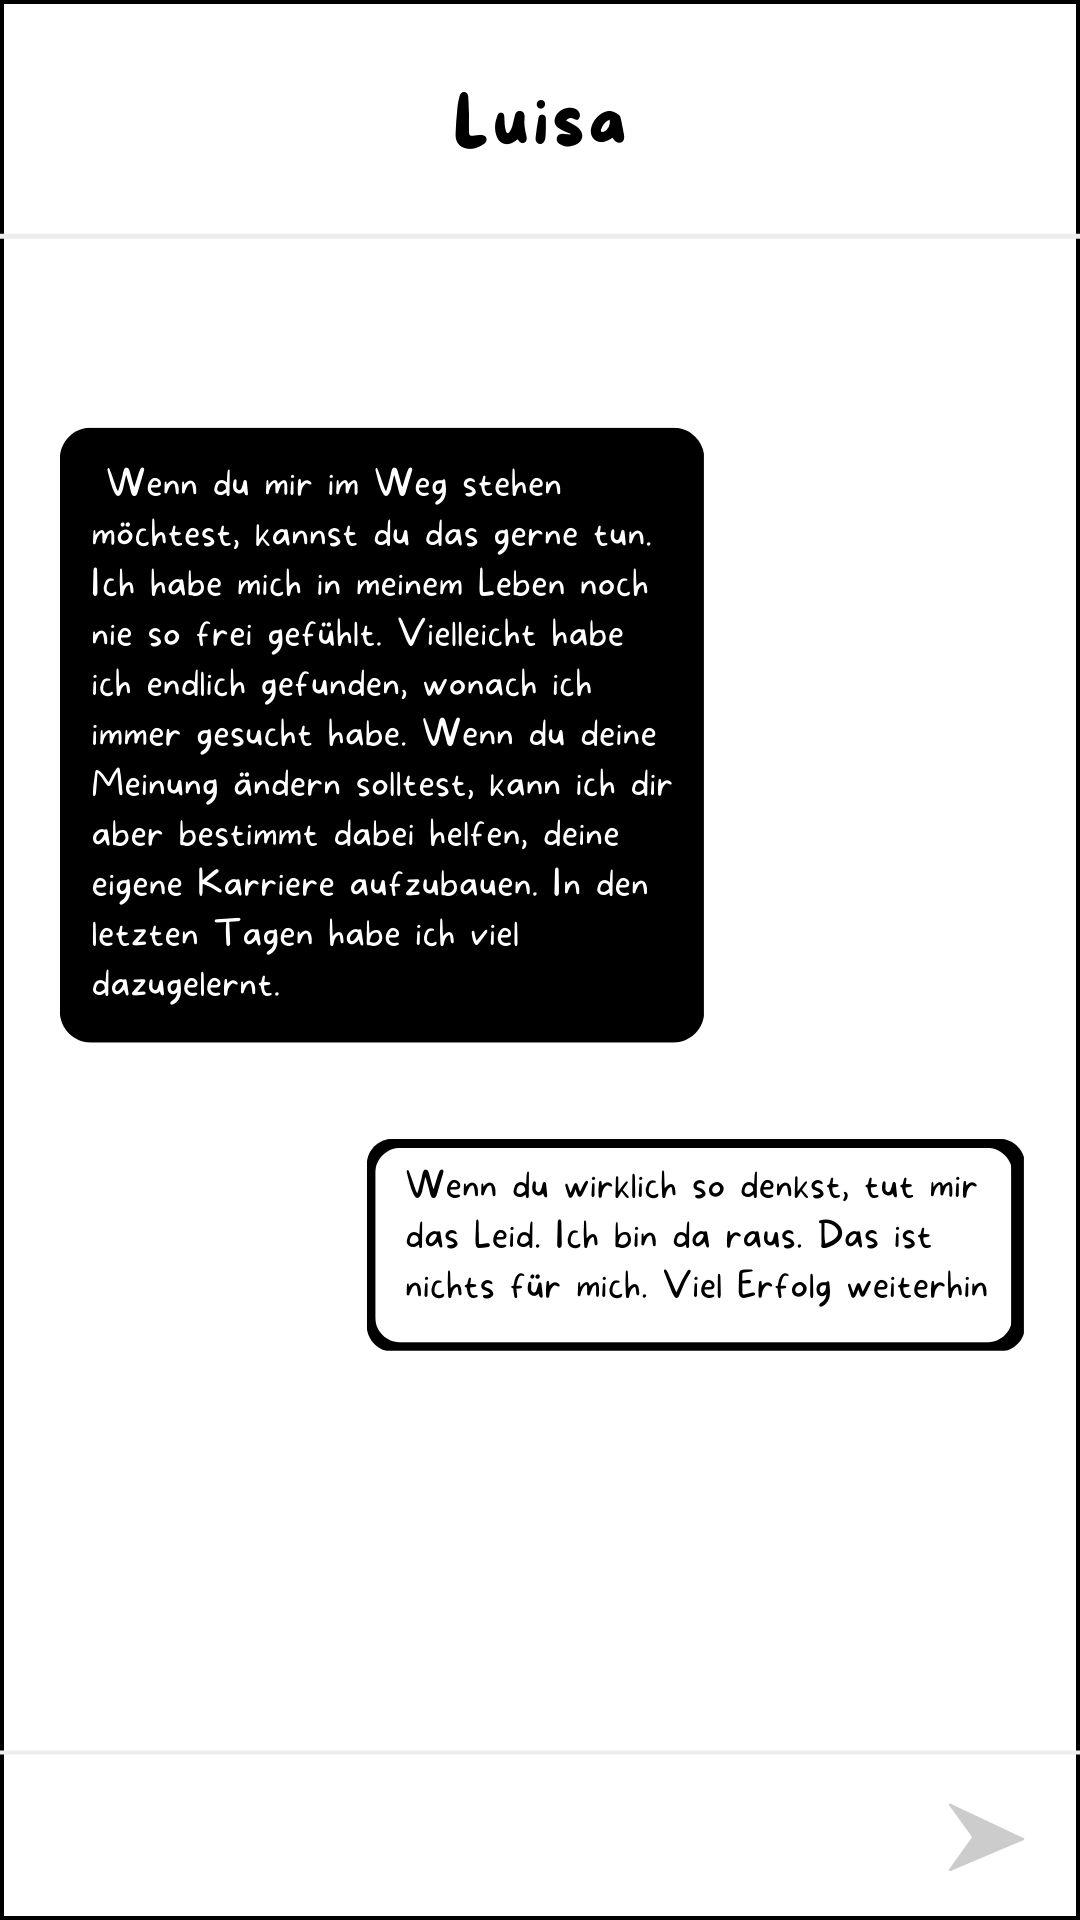 Luisa
Wenn du mir im Weg stehen
möchtest, kannst du das gerne tun.
Ich habe mich in meinem Leben noch
nie so frei gefühlt. Vielleicht habe
ich endlich gefunden, wonach ich
immer gesucht habe. Wenn du deine
Meinung ändern solltest, kann ich dir
aber bestimmt dabei helfen, deine
eigene Karriere aufzubauen. In den
letzten Tagen habe ich viel
dazugelernt.
Wenn du wirklich so denkst, tut mir
das Leid. Ich bin da raus. Das ist
nichts für mich. Viel Erfolg weiterhin